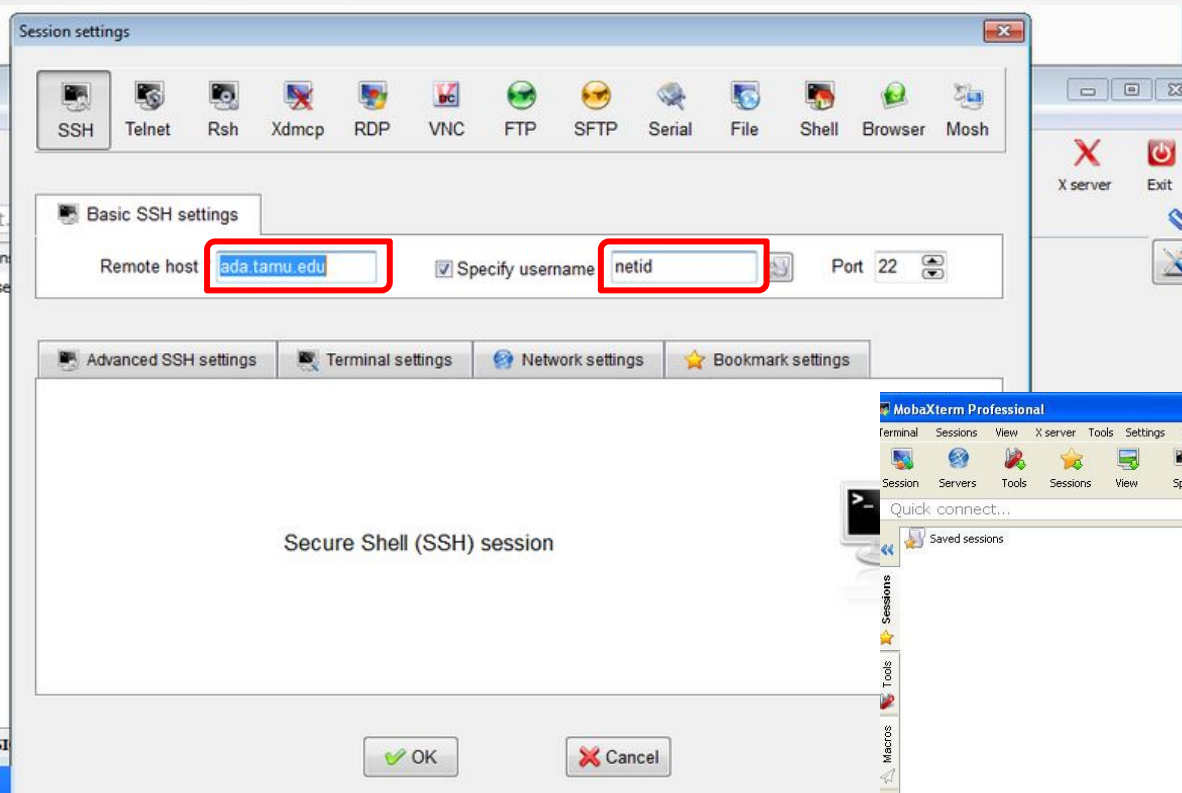 Session settings
SSH Telnet Rsh Xdmcp RDP VNC FTP SFTP Serial File Shell Browser Mosh
X server Exit
Basic SSH settings
Remote host ada.tamu.edu Specify username netid Port 22
Advanced SSH settings Terminal settings Network settings Bookmark settings
Secure Shell (SSH) session
OK Cancel
MobaXterm Professional
Terminal Sessions View X server Tools Settings
Session Servers Tools Sessions View
Quick connect...
Saved sessions
Sessions
Tools
Macros